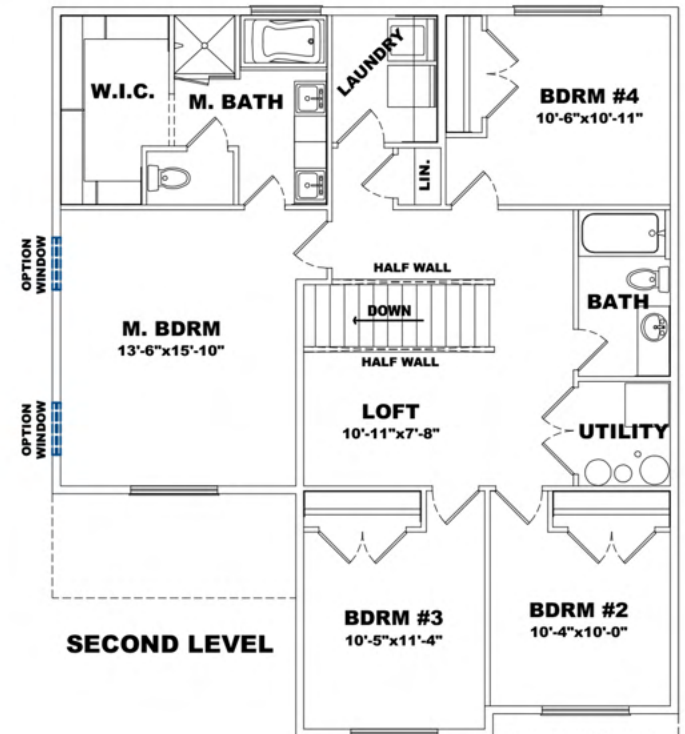 W.I.C.
M. BATH
LAUNDRY
BDRM #4
10'-6"x10'-11"
LIN.
OPTION
WINDOW
HALF WALL
DOWN
HALF WALL
BATH
M. BDRM
13'-6"x15'-10"
OPTION
WINDOW
LOFT
10'-11"x7'-8"
UTILITY
BDRM #3
10'-5"x11'-4"
BDRM #2
10'-4"x10'-0"
SECOND LEVEL